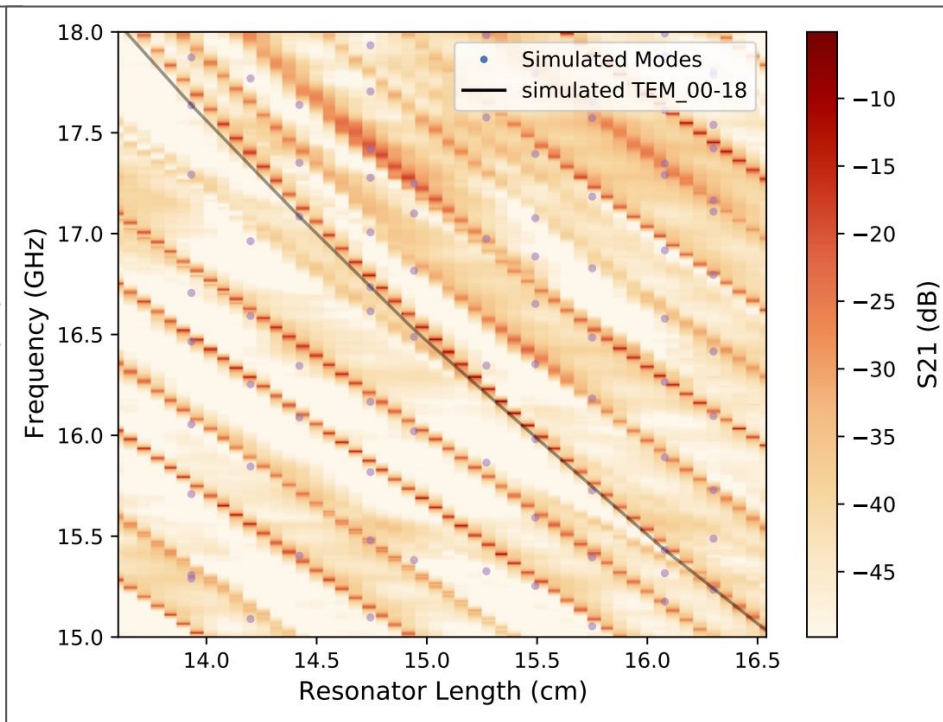 18.0
17.5
17.0
16.5
16.0
15.5
15.0
Frequency (GHz)
14.0 14.5 15.0 15.5 16.0 16.5
Resonator Length (cm)
Simulated Modes
simulated TEM_00-18
−10
−15
−20
−25
−30
−35
−40
−45
S21 (dB)